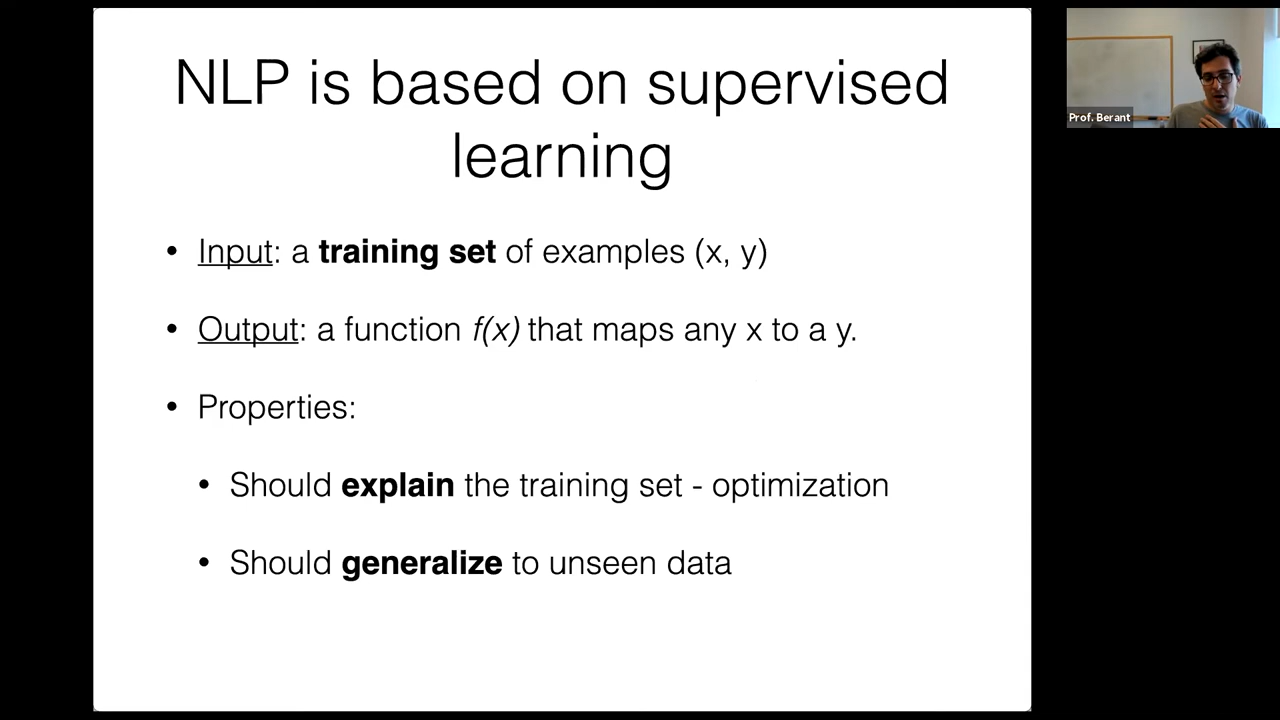 NLP is based on supervised
learning
• Input: a training set of examples (x, y)
• Output: a function f(x) that maps any x to a y.
• Properties:
• Should explain the training set - optimization
• Should generalize to unseen data
Prof. Berant